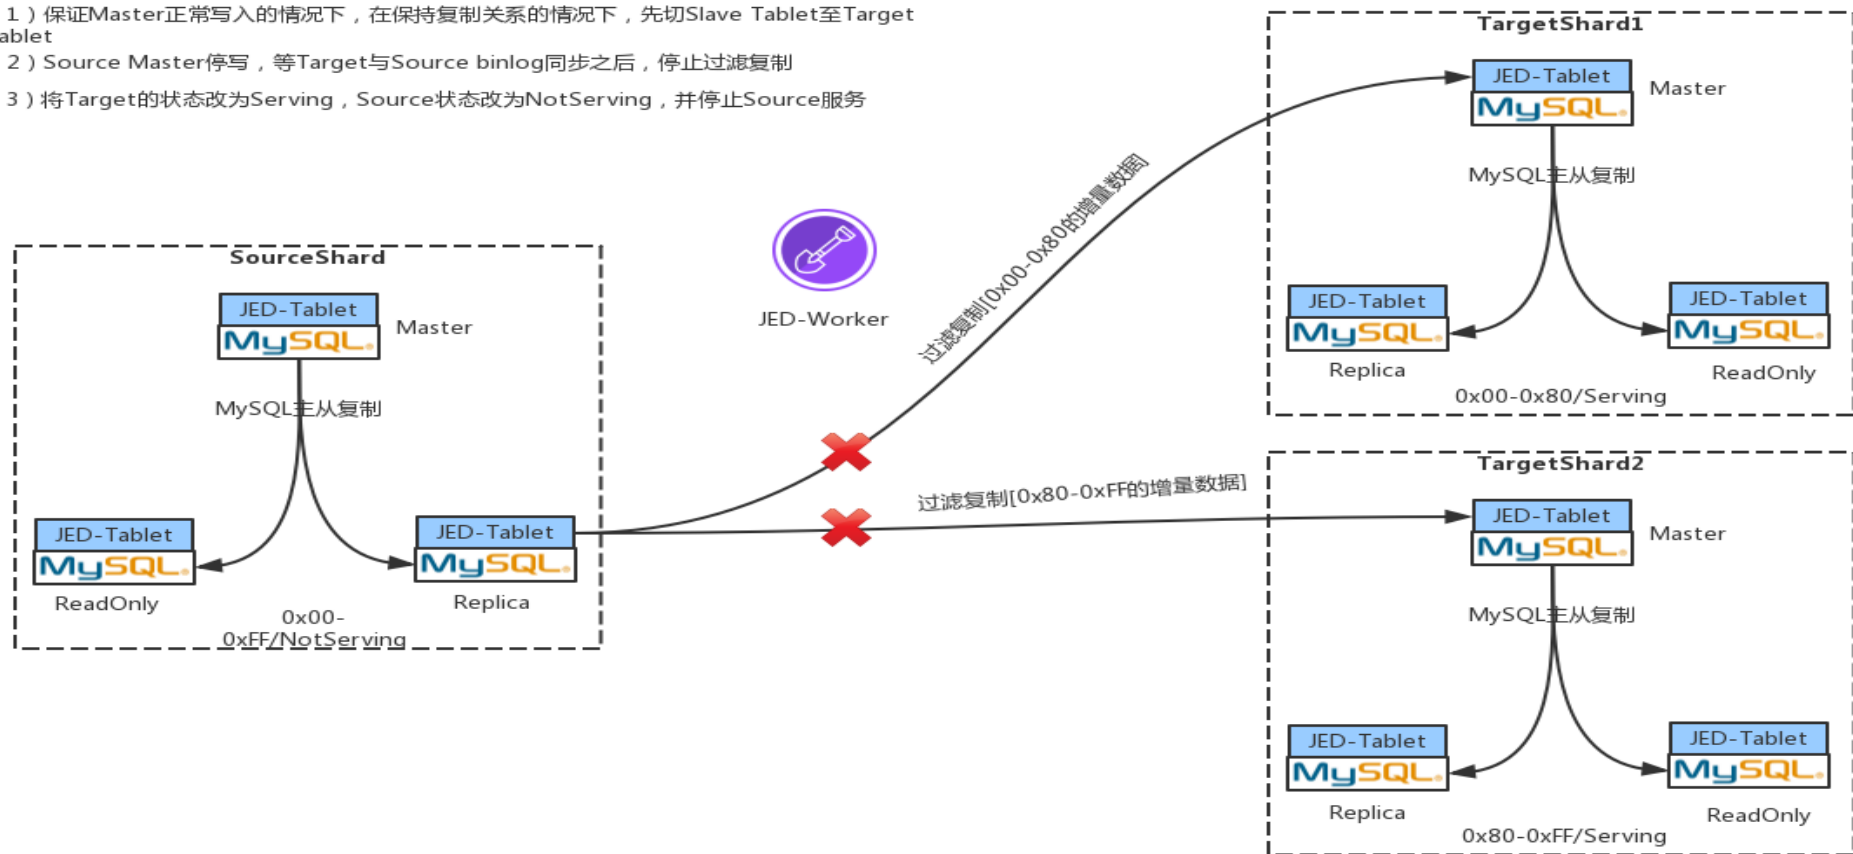 1）保证Master正常写入的情况下，在保持复制关系的情况下，先切Slave Tablet至Target
ablet
2）Source Master停写，等Target与Source binlog同步之后，停止过滤复制
3）将Target的状态改为Serving，Source状态改为NotServing，并停止Source服务
SourceShard
JED-Tablet
MySQL
Master
MySQL主从复制
JED-Tablet
MySQL
ReadOnly
JED-Tablet
MySQL
Replica
0x00-
0xFF/NotServing
JED-Worker
过滤复制[0x00-0x80的增量数据]
过滤复制[0x80-0xFF的增量数据]
TargetShard1
JED-Tablet
MySQL
Master
MySQL主从复制
JED-Tablet
MySQL
Replica
JED-Tablet
MySQL
ReadOnly
0x00-0x80/Serving
TargetShard2
JED-Tablet
MySQL
Master
MySQL主从复制
JED-Tablet
MySQL
Replica
JED-Tablet
MySQL
ReadOnly
0x80-0xFF/Serving